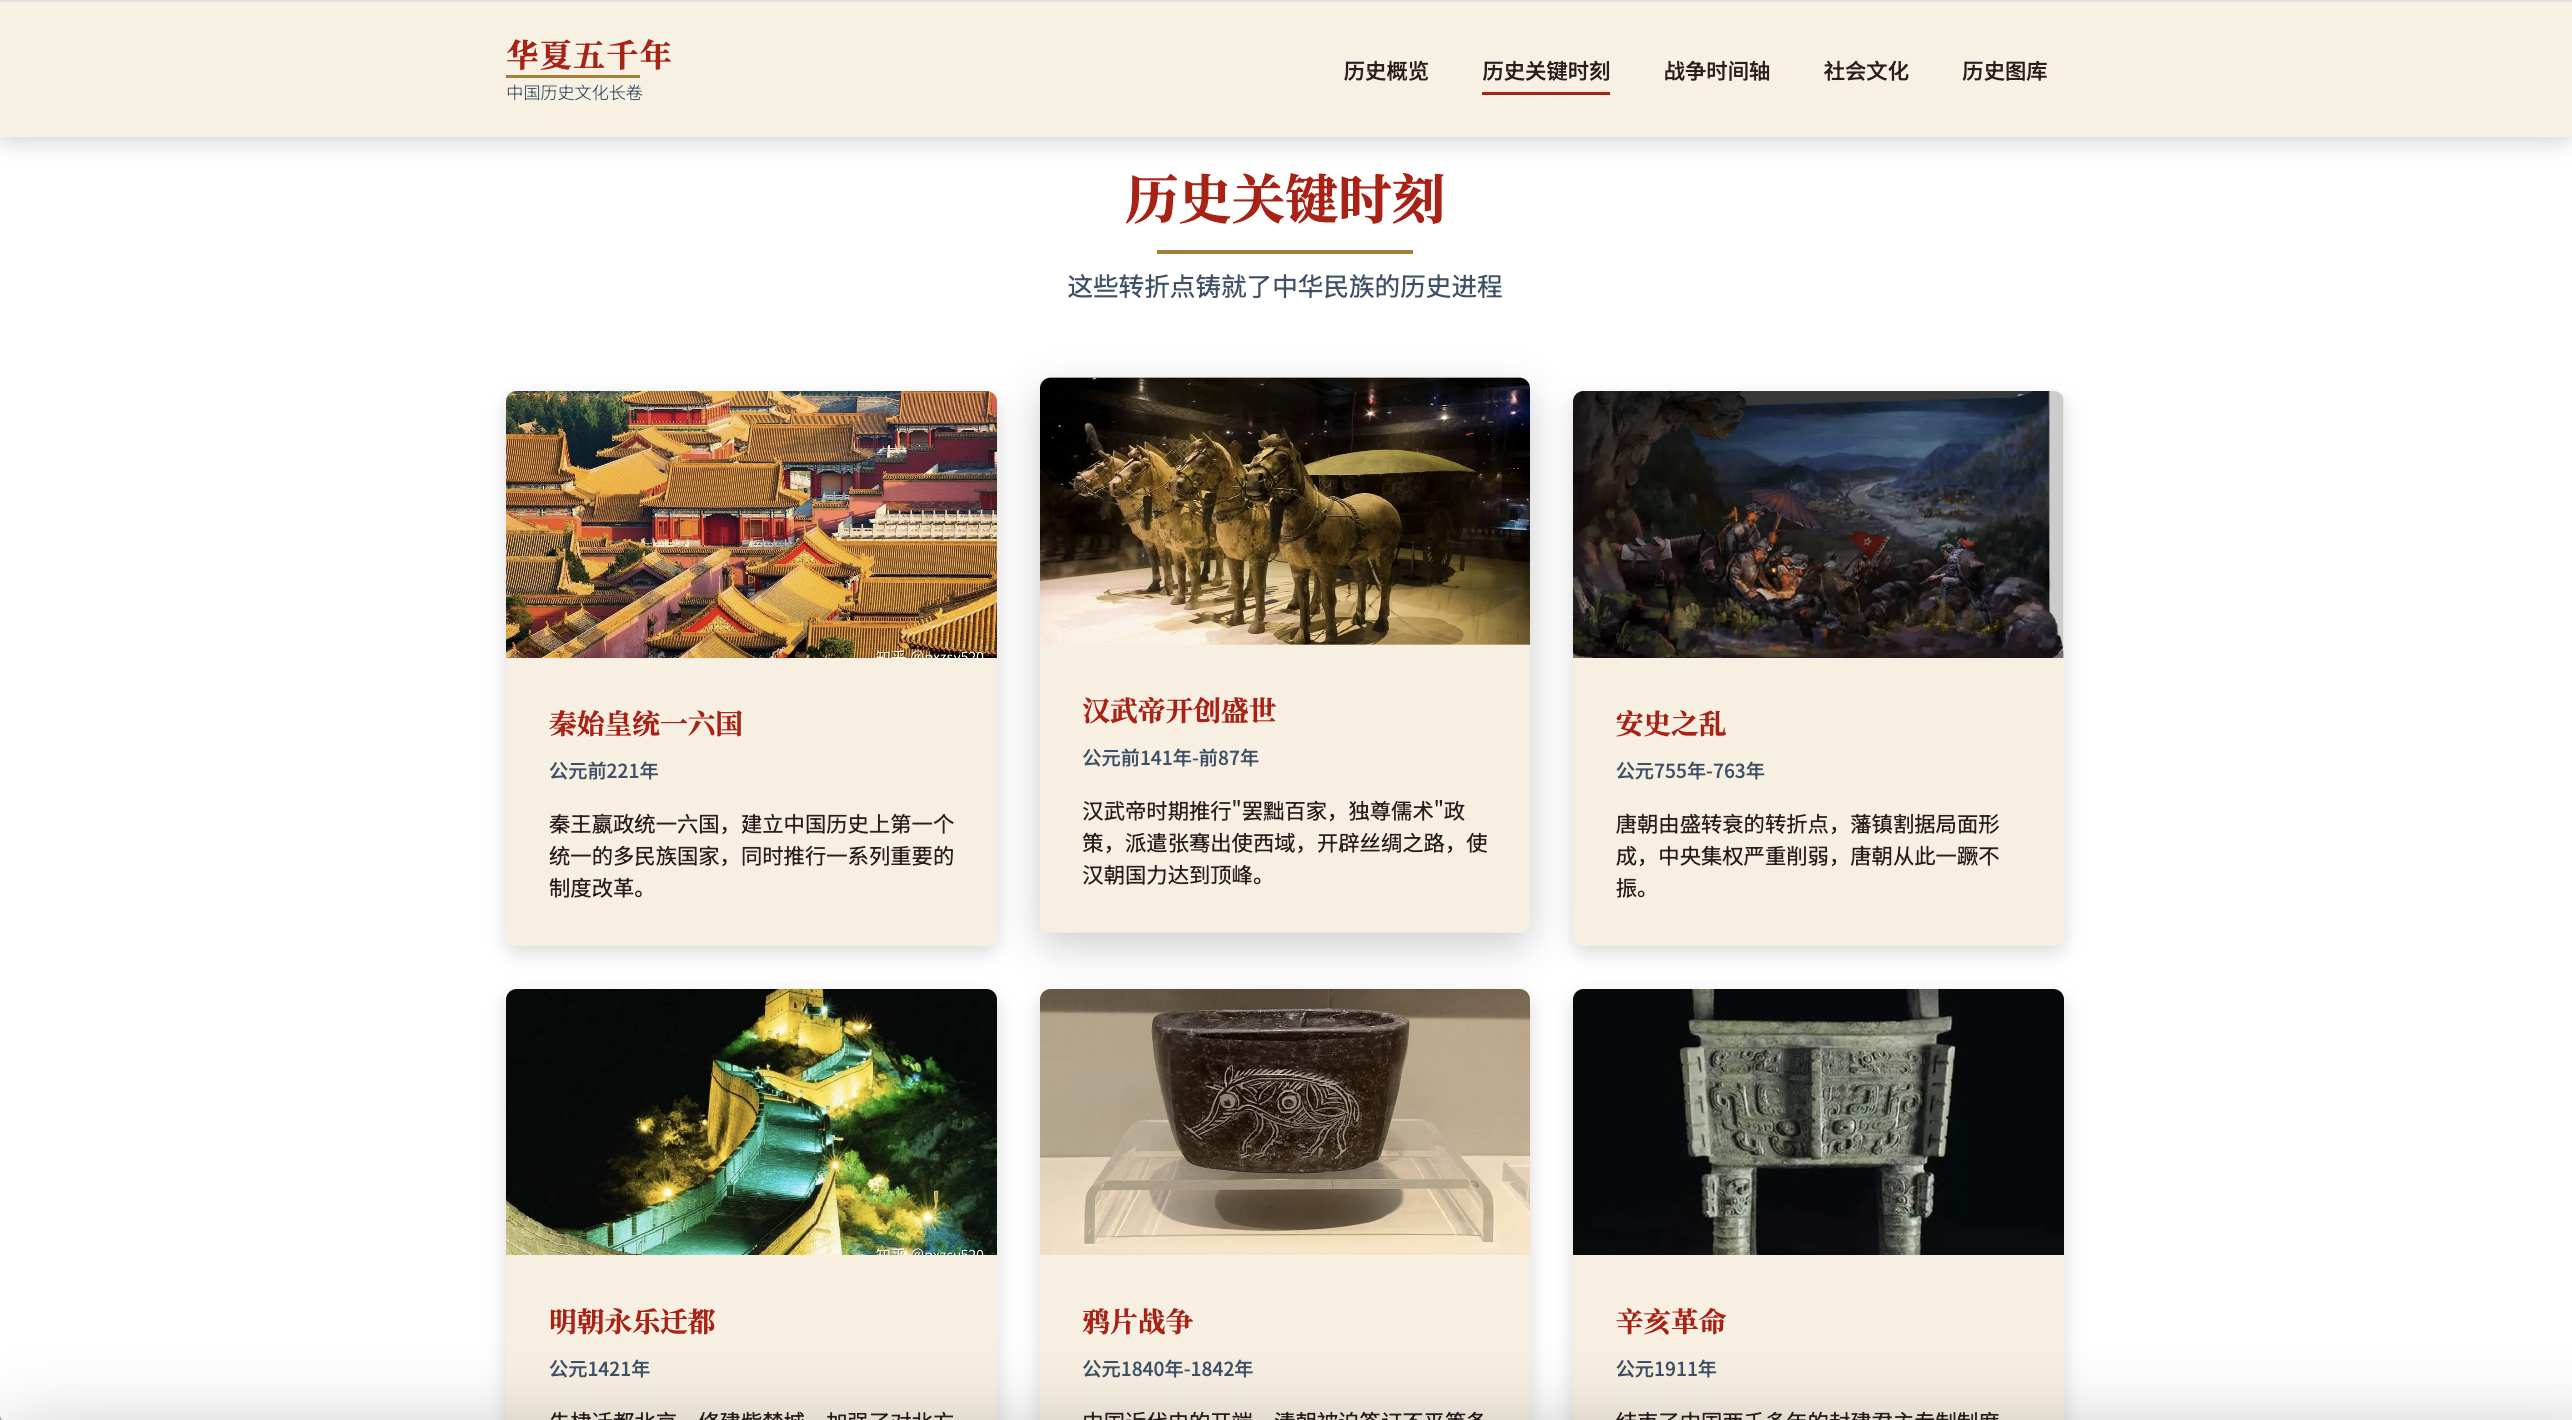 华夏五千年
中国历史文化长卷
历史概览 历史关键时刻 战争时间轴 社会文化 历史图库
历史关键时刻
这些转折点铸就了中华民族的历史进程
秦始皇统一六国
公元前221年
秦王嬴政统一六国，建立中国历史上第一个
统一的多民族国家，同时推行一系列重要的
制度改革。
汉武帝开创盛世
公元前141年-前87年
汉武帝时期推行"罢黜百家，独尊儒术"政
策，派遣张骞出使西域，开辟丝绸之路，使
汉朝国力达到顶峰。
安史之乱
公元755年-763年
唐朝由盛转衰的转折点，藩镇割据局面形
成，中央集权严重削弱，唐朝从此一蹶不
振。
明朝永乐迁都
公元1421年
鸦片战争
公元1840年-1842年
辛亥革命
公元1911年